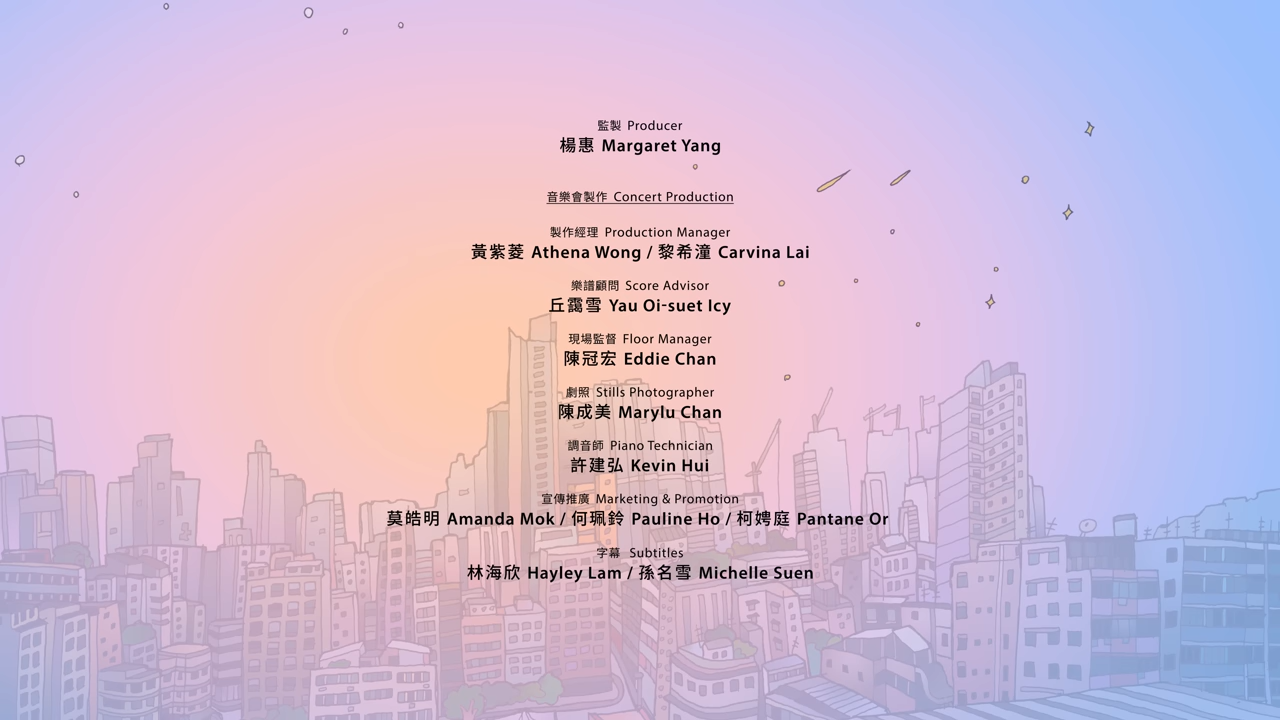 監製 Producer
楊惠 Margaret Yang
音樂會製作 Concert Production
製作經理 Production Manager
黃紫菱 Athena Wong / 黎希潼 Carvina Lai
樂譜顧問 Score Advisor
丘靄雪 Yau Oi-suet Icy
現場監督 Floor Manager
陳冠宏 Eddie Chan
劇照 Stills Photographer
陳成美 Marylu Chan
調音師 Piano Technician
許建弘 Kevin Hui
宣傳推廣 Marketing & Promotion
莫皓明 Amanda Mok / 何珮鈴 Pauline Ho / 柯娉庭 Pantane Or
字幕 Subtitles
林海欣 Hayley Lam / 孫名雪 Michelle Suen